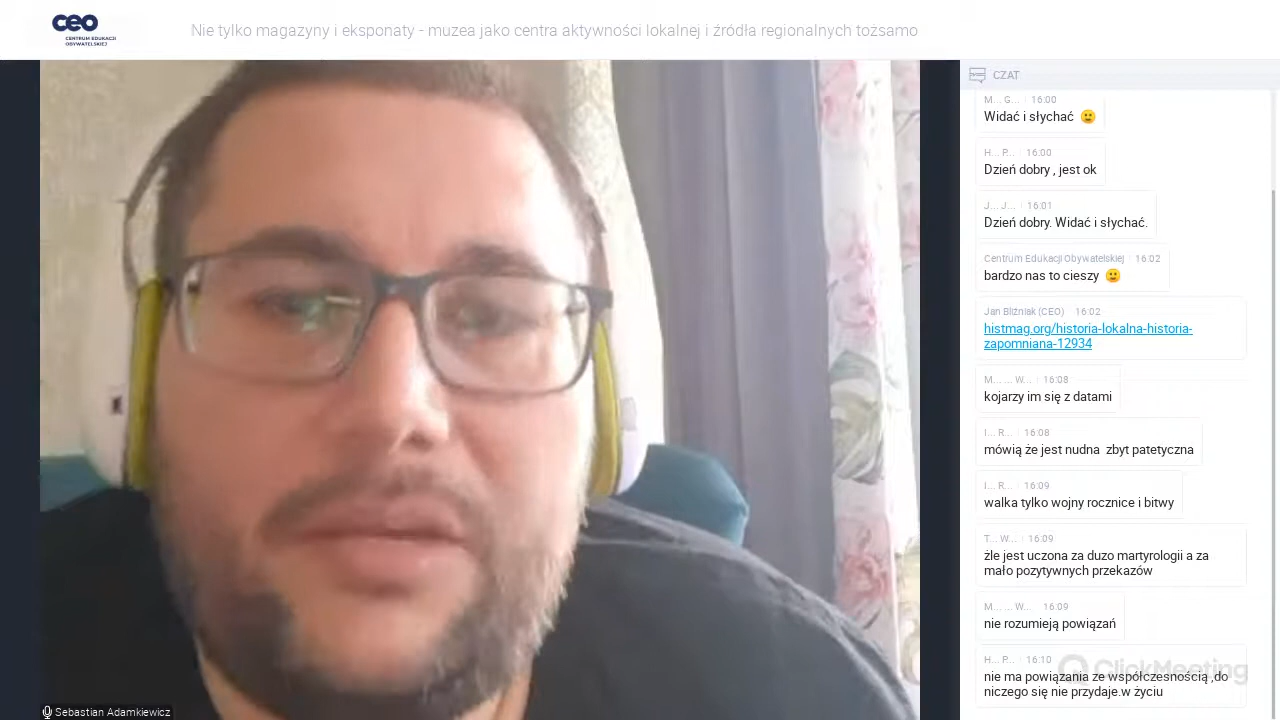 ceo
CENTRUM EDUKACJI
OBYWATELSKIEJ
Nie tylko magazyny i eksponaty - muzea jako centra aktywności lokalnej i źródła regionalnych tożsamo
CZAT
M... G... 16:00
Widać i słychać
H... P... 16:00
Dzień dobry , jest ok
J... J... 16:01
Dzień dobry. Widać i słychać.
Centrum Edukacji Obywatelskiej 16:02
bardzo nas to cieszy
Jan Bliźniak (CEO) 16:02
histmag.org/historia-lokalna-historia-
zapomniana-12934
M... ... W... 16:08
kojarzy im się z datami
I... R... 16:08
mówią że jest nudna zbyt patetyczna
I... R... 16:09
walka tylko wojny rocznice i bitwy
T... W... 16:09
żle jest uczona za duzo martyrologii a za
mało pozytywnych przekazów
M... ... W... 16:09
nie rozumieją powiązań
H... P... 16:10
nie ma powiązania ze współczesnością ,do
niczego się nie przydaje.w życiu
ClickMeeting
Sebastian Adamkiewicz